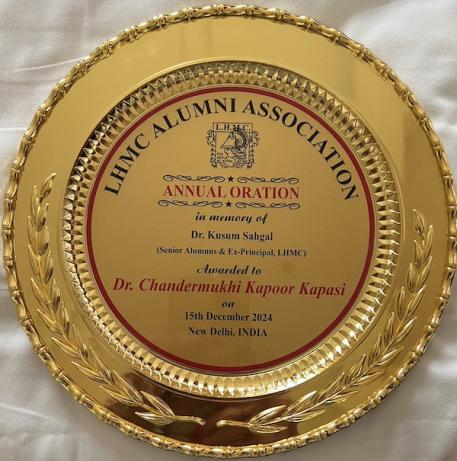 LHMC ALUMNI ASSOCIATION
L H M C
ANNUAL ORATION
in memory of
Dr. Kusum Sahgal
(Senior Alumnus & Ex-Principal, LHMC)
Awarded to
Dr. Chandermukhi Kapoor Kapasi
on
15th December 2024
New Delhi, INDIA